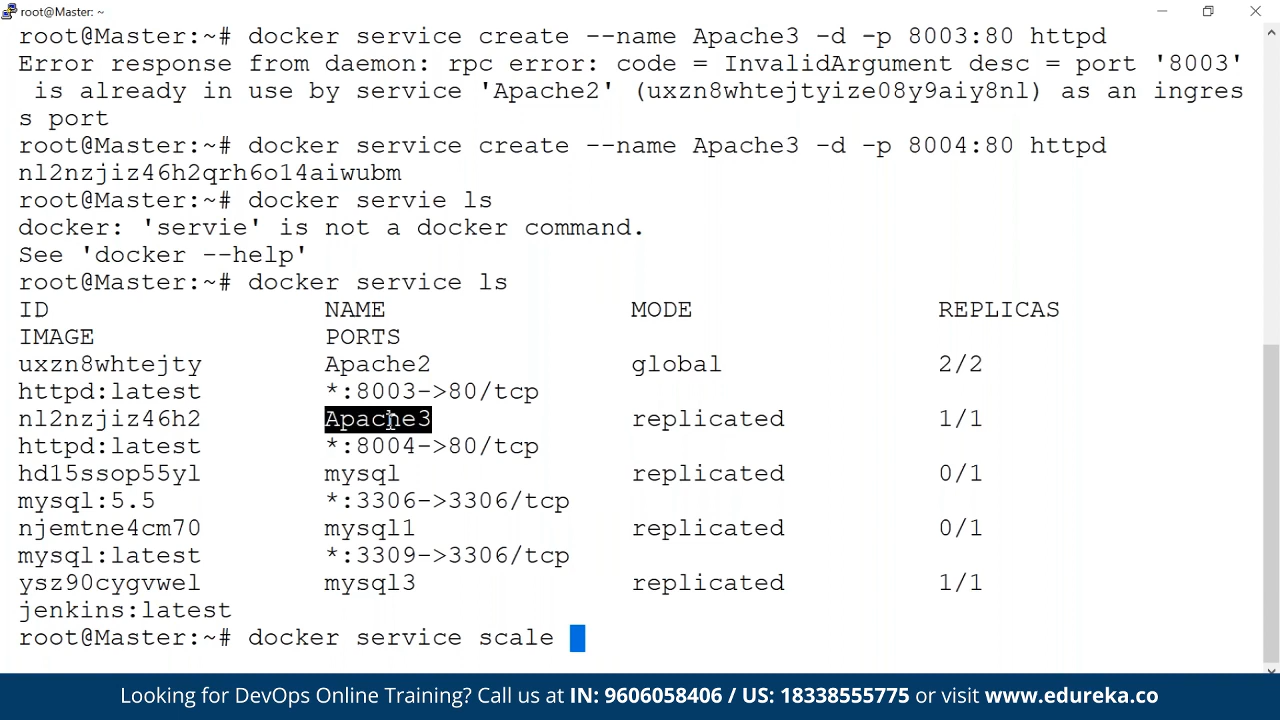 root@Master: ~
root@Master:~# docker service create --name Apache3 -d -p 8003:80 httpd
Error response from daemon: rpc error: code = InvalidArgument desc = port '8003'
is already in use by service 'Apache2' (uxzn8whtejtyize08y9aiy8nl) as an ingres
s port
root@Master:~# docker service create --name Apache3 -d -p 8004:80 httpd
nl2nzjiz46h2qrh6o14aiwubm
root@Master:~# docker servie ls
docker: 'servie' is not a docker command.
See 'docker --help'
root@Master:~# docker service ls
ID NAME MODE REPLICAS
IMAGE PORTS
uxzn8whtejty Apache2 global 2/2
httpd:latest *:8003->80/tcp
nl2nzjiz46h2 Apache3 replicated 1/1
httpd:latest *:8004->80/tcp
hd15ssop55yl mysql replicated 0/1
mysql:5.5 *:3306->3306/tcp
njemtne4cm70 mysql1 replicated 0/1
mysql:latest *:3309->3306/tcp
ysz90cygvwel mysql3 replicated 1/1
jenkins:latest
root@Master:~# docker service scale
Looking for DevOps Online Training? Call us at IN: 9606058406 / US: 18338555775 or visit www.edureka.co